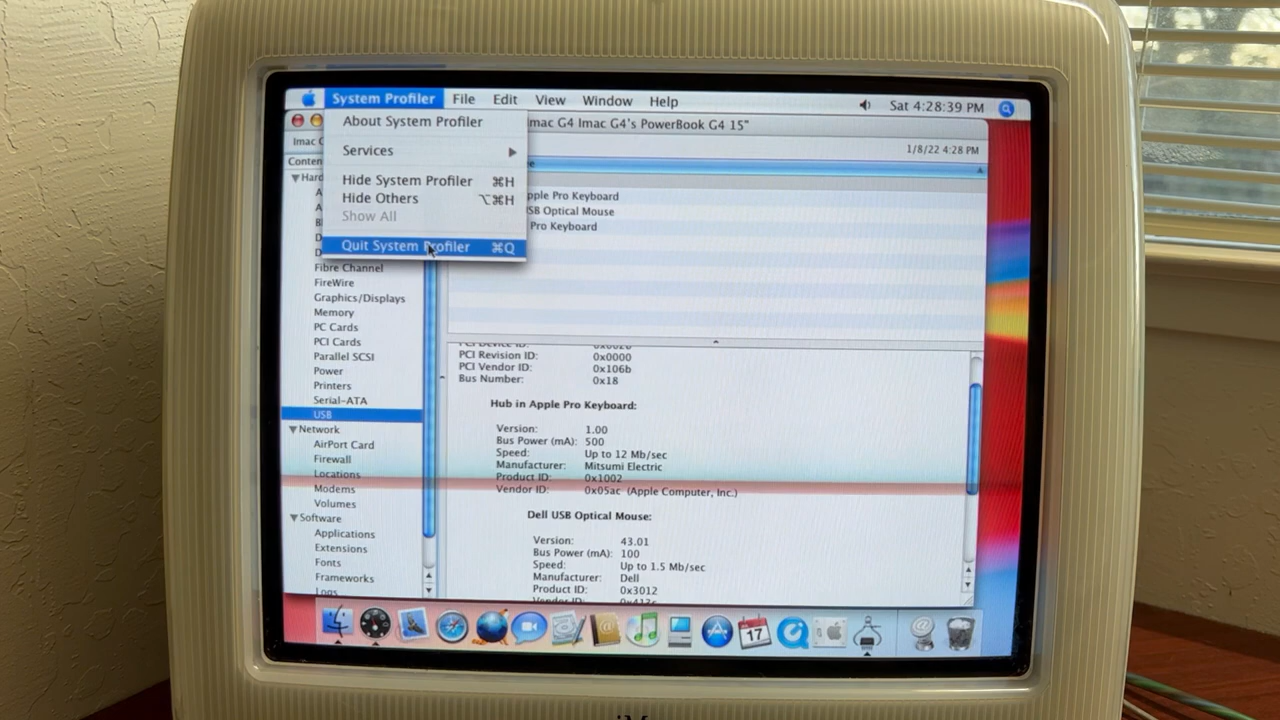 System Profiler File Edit View Window Help Sat 4:28:39 PM
Imac G4 Imac G4's PowerBook G4 15"
Imac 1/8/22 4:28 PM
About System Profiler
Services
Hide System Profiler ⌘H
Hide Others ⌥⌘H
Show All
Quit System Profiler ⌘Q
Pro Keyboard
USB Optical Mouse
Pro Keyboard
Fibre Channel
FireWire
Graphics/Displays
Memory
PC Cards
PCI Cards
Parallel SCSI
Power
Printers
Serial-ATA
USB
Network
AirPort Card
Firewall
Locations
Modems
Volumes
Software
Applications
Extensions
Fonts
Frameworks
Logs
PCI Revision ID: 0x0000
PCI Vendor ID: 0x106b
Bus Number: 0x18
Hub in Apple Pro Keyboard:
Version: 1.00
Bus Power (mA): 500
Speed: Up to 12 Mb/sec
Manufacturer: Mitsumi Electric
Product ID: 0x1002
Vendor ID: 0x05ac (Apple Computer, Inc.)
Dell USB Optical Mouse:
Version: 43.01
Bus Power (mA): 100
Speed: Up to 1.5 Mb/sec
Manufacturer: Dell
Product ID: 0x3012
17